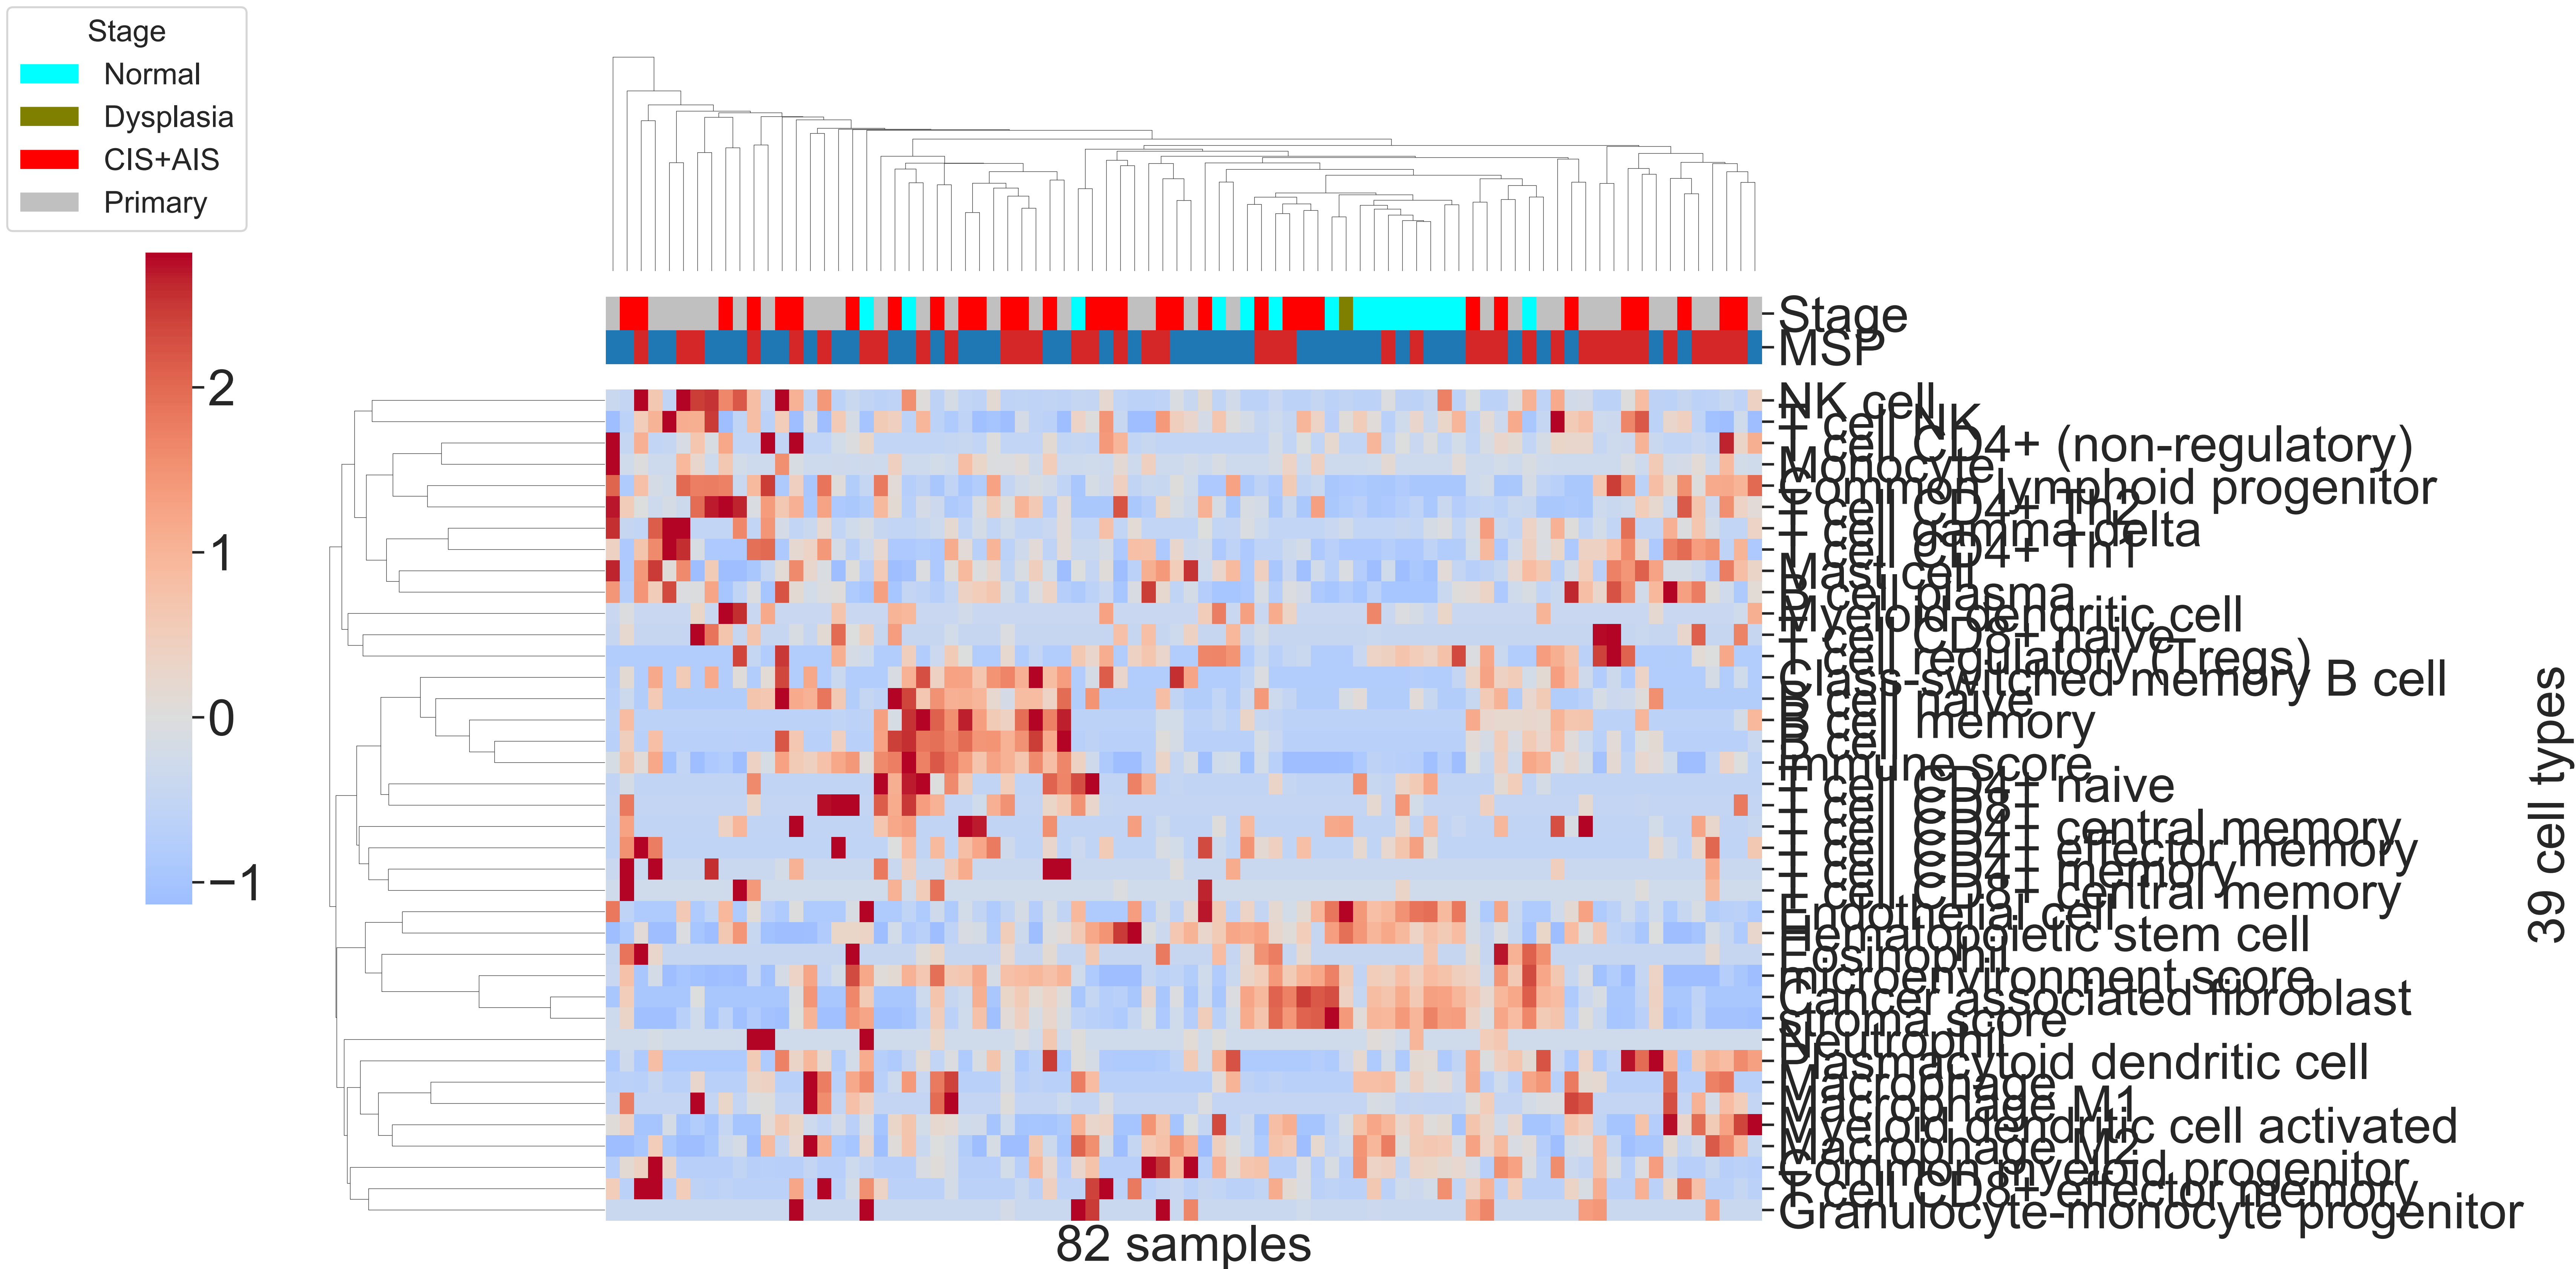 Stage
Normal
Dysplasia
CIS+AIS
Primary
2
1
0
−1
Stage
MSP
NK cell
T cell NK
T cell CD4+ (non-regulatory)
Monocyte
Common lymphoid progenitor
T cell CD4+ Th2
T cell gamma delta
T cell CD4+ Th1
Mast cell
B cell plasma
Myeloid dendritic cell
T cell CD8+ naive
T cell regulatory (Tregs)
Class-switched memory B cell
B cell naive
B cell memory
B cell
immune score
T cell CD4+ naive
T cell CD8+
T cell CD4+ central memory
T cell CD4+ effector memory
T cell CD4+ memory
T cell CD8+ central memory
Endothelial cell
Hematopoietic stem cell
Eosinophil
microenvironment score
Cancer associated fibroblast
stroma score
Neutrophil
Plasmacytoid dendritic cell
Macrophage
Macrophage M1
Myeloid dendritic cell activated
Macrophage M2
Common myeloid progenitor
T cell CD8+ effector memory
Granulocyte-monocyte progenitor
39 cell types
82 samples